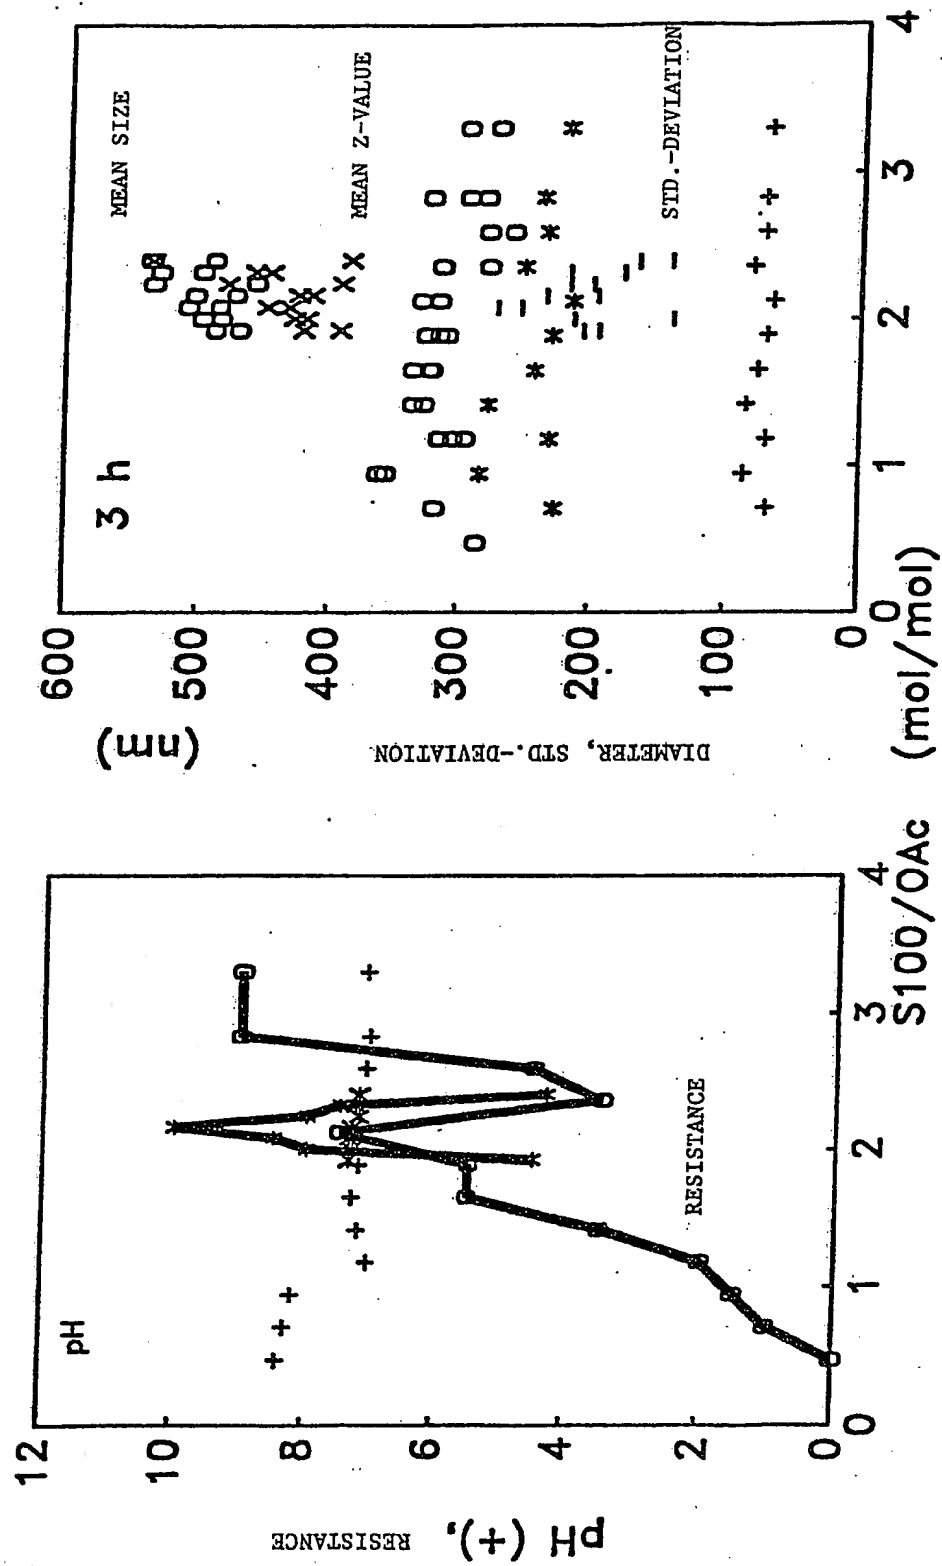 pH (+), RESISTANCE
12
10
8
6
4
2
0
pH
RESISTANCE
0
1
2
3
4
S100/OAc (mol/mol)
(nm)
DIAMETER, STD.-DEVIATION
600
500
400
300
200
100
0
3 h
MEAN SIZE
MEAN Z-VALUE
STD.-DEVIATION
0
1
2
3
4